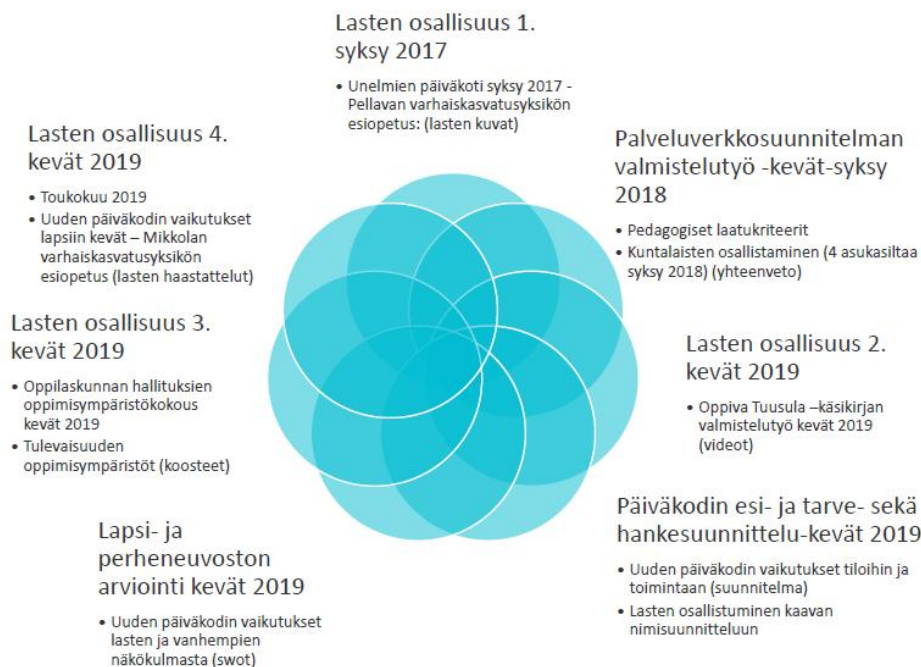 Lasten osallisuus 1.
syksy 2017
• Unelmien päiväkoti syksy 2017 -
Pellavan varhaiskasvatusyksikön
esiopetus: (lasten kuvat)
Palveluverkkosuunnitelman
valmistelutyö -kevät-syksy
2018
• Pedagogiset laatukriteerit
• Kuntalaisten osallistaminen (4 asukasiltaa
syksy 2018) (yhteenveto)
Lasten osallisuus 2.
kevät 2019
• Oppiva Tuusula –käsikirjan
valmistelutyö kevät 2019
(videot)
Päiväkodin esi- ja tarve- sekä
hankesuunnittelu-kevät 2019
• Uuden päiväkodin vaikutukset tiloihin ja
toimintaan (suunnitelma)
• Lasten osallistuminen kaavan
nimisuunnitteluun
Lapsi- ja
perheneuvoston
arviointi kevät 2019
• Uuden päiväkodin vaikutukset
lasten ja vanhempien
näkökulmasta (swot)
Lasten osallisuus 3.
kevät 2019
• Oppilaskunnan hallituksien
oppimisympäristökokous
kevät 2019
• Tulevaisuuden
oppimisympäristöt (koosteet)
Lasten osallisuus 4.
kevät 2019
• Toukokuu 2019
• Uuden päiväkodin vaikutukset
lapsiin kevät – Mikkolan
varhaiskasvatusyksikön
esiopetus (lasten haastattelut)